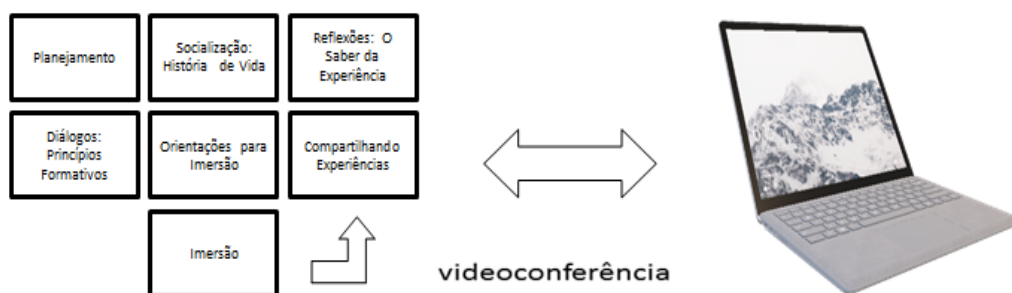 Planejamento
Socialização:
História de Vida
Reflexões: O
Saber da
Experiência
Diálogos:
Princípios
Formativos
Orientações para
Imersão
Compartilhando
Experiências
Imersão
videoconferência